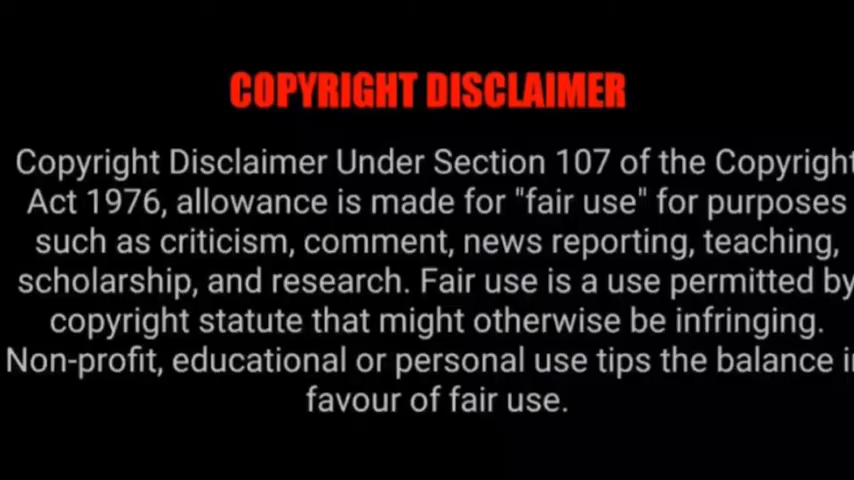 COPYRIGHT DISCLAIMER
Copyright Disclaimer Under Section 107 of the Copyright
Act 1976, allowance is made for "fair use" for purposes
such as criticism, comment, news reporting, teaching,
scholarship, and research. Fair use is a use permitted by
copyright statute that might otherwise be infringing.
Non-profit, educational or personal use tips the balance in
favour of fair use.